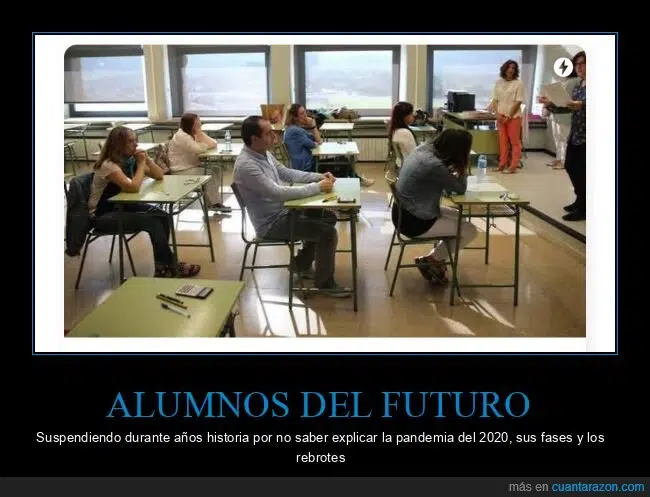 ALUMNOS DEL FUTURO
Suspendiendo durante años historia por no saber explicar la pandemia del 2020, sus fases y los
rebrotes
más en cuantarazon.com